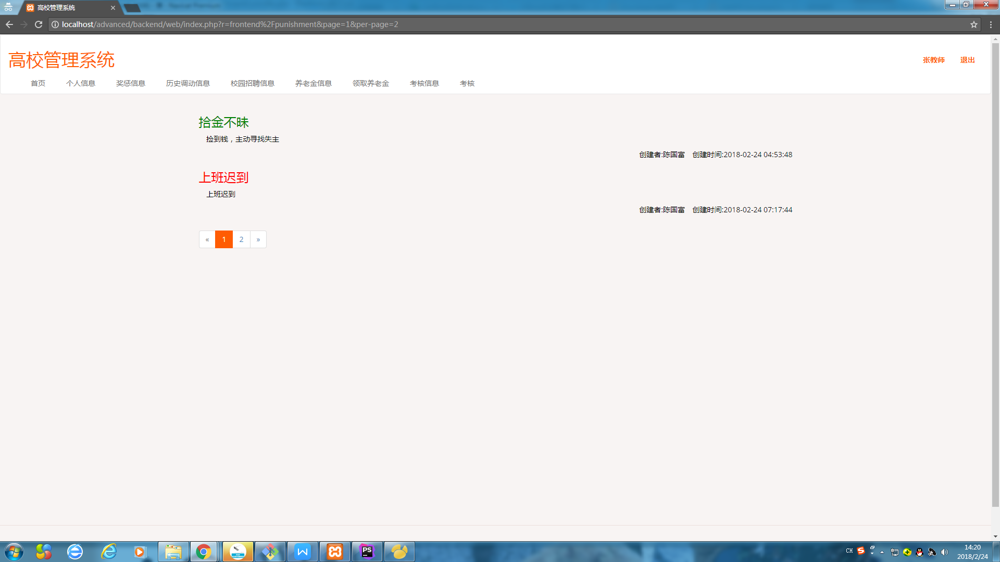 高校管理系统
localhost/advanced/backend/web/index.php?r=frontend%2Fpunishment&page=1&per-page=2
高校管理系统
张教师 退出
首页 个人信息 奖惩信息 历史调动信息 校园招聘信息 养老金信息 领取养老金 考核信息 考核
拾金不昧
捡到钱，主动寻找失主
创建者:陈国富 创建时间:2018-02-24 04:53:48
上班迟到
上班迟到
创建者:陈国富 创建时间:2018-02-24 07:17:44
« 1 2 »
PS
CH
14:20
2018/2/24